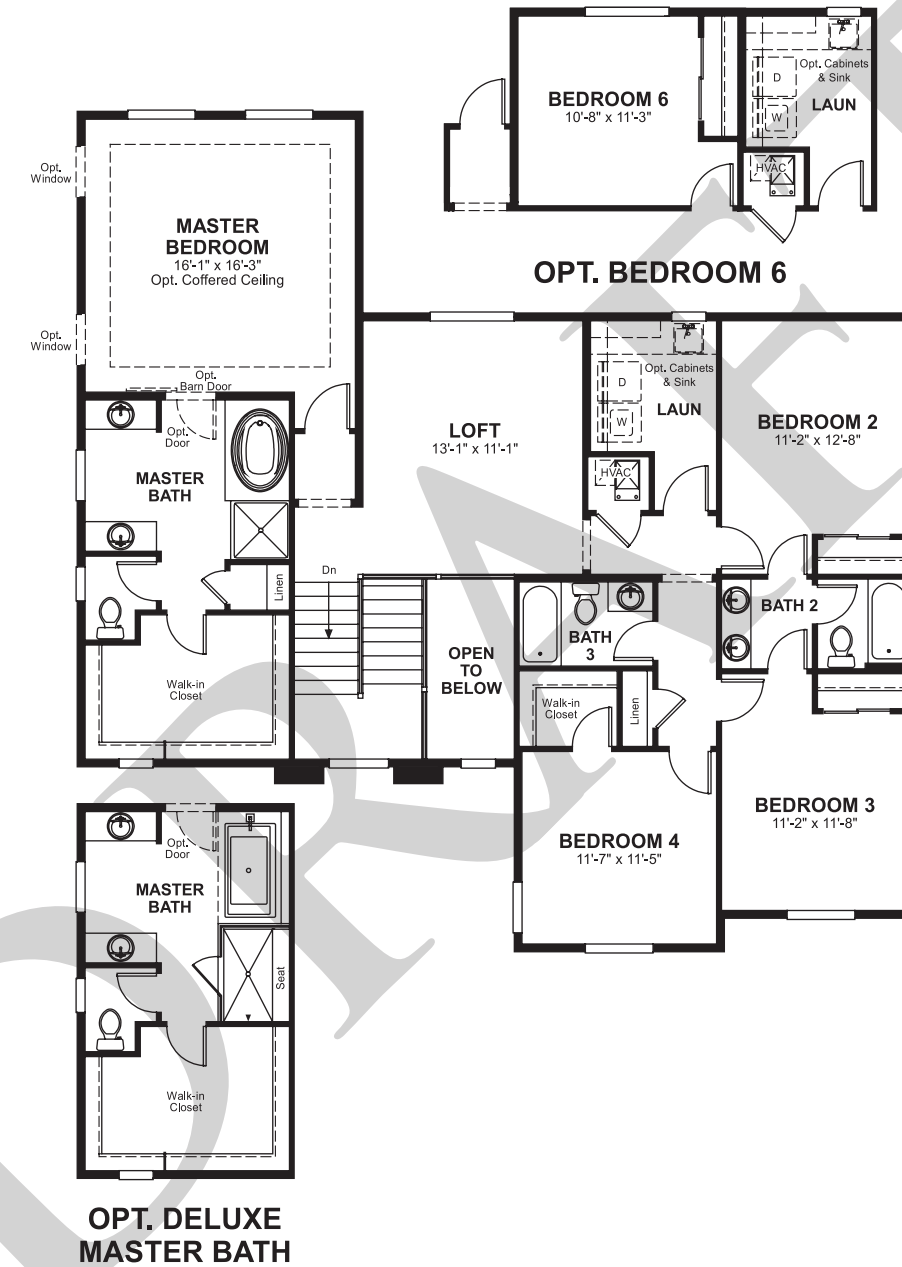 BEDROOM 6
10'-8" x 11'-3"
D
W
Opt. Cabinets
& Sink
LAUN
HVAC
OPT. BEDROOM 6
Opt.
Window
MASTER
BEDROOM
16'-1" x 16'-3"
Opt. Coffered Ceiling
Opt.
Window
Opt.
Barn Door
Opt.
Door
MASTER
BATH
Linen
Walk-in
Closet
LOFT
13'-1" x 11'-1"
Dn
OPEN
TO
BELOW
D
W
Opt. Cabinets
& Sink
LAUN
HVAC
BEDROOM 2
11'-2" x 12'-8"
BATH 2
BATH
3
Walk-in
Closet
Linen
BEDROOM 4
11'-7" x 11'-5"
BEDROOM 3
11'-2" x 11'-8"
Opt.
Door
MASTER
BATH
Seat
Walk-in
Closet
OPT. DELUXE
MASTER BATH
DRAFT